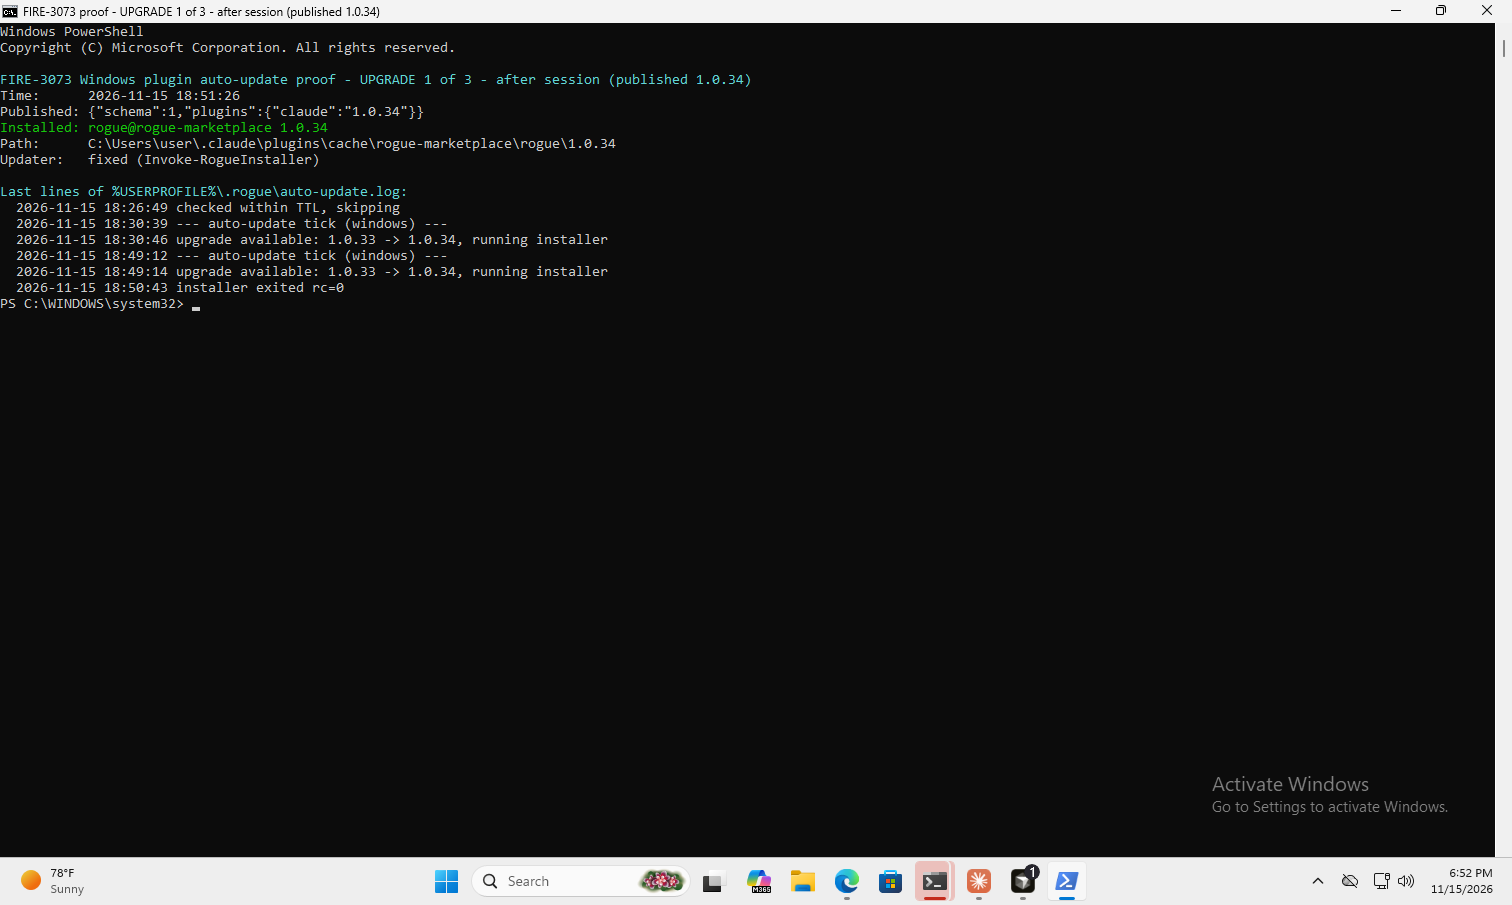 FIRE-3073 proof - UPGRADE 1 of 3 - after session (published 1.0.34)
Windows PowerShell
Copyright (C) Microsoft Corporation. All rights reserved.
FIRE-3073 Windows plugin auto-update proof - UPGRADE 1 of 3 - after session (published 1.0.34)
Time:      2026-11-15 18:51:26
Published: {"schema":1,"plugins":{"claude":"1.0.34"}}
Installed: rogue@rogue-marketplace 1.0.34
Path:      C:\Users\user\.claude\plugins\cache\rogue-marketplace\rogue\1.0.34
Updater:   fixed (Invoke-RogueInstaller)
Last lines of %USERPROFILE%\.rogue\auto-update.log:
  2026-11-15 18:26:49 checked within TTL, skipping
  2026-11-15 18:30:39 --- auto-update tick (windows) ---
  2026-11-15 18:30:46 upgrade available: 1.0.33 -> 1.0.34, running installer
  2026-11-15 18:49:12 --- auto-update tick (windows) ---
  2026-11-15 18:49:14 upgrade available: 1.0.33 -> 1.0.34, running installer
  2026-11-15 18:50:43 installer exited rc=0
PS C:\WINDOWS\system32>
Activate Windows
Go to Settings to activate Windows.
78°F
Sunny
Search
M365
1
6:52 PM
11/15/2026